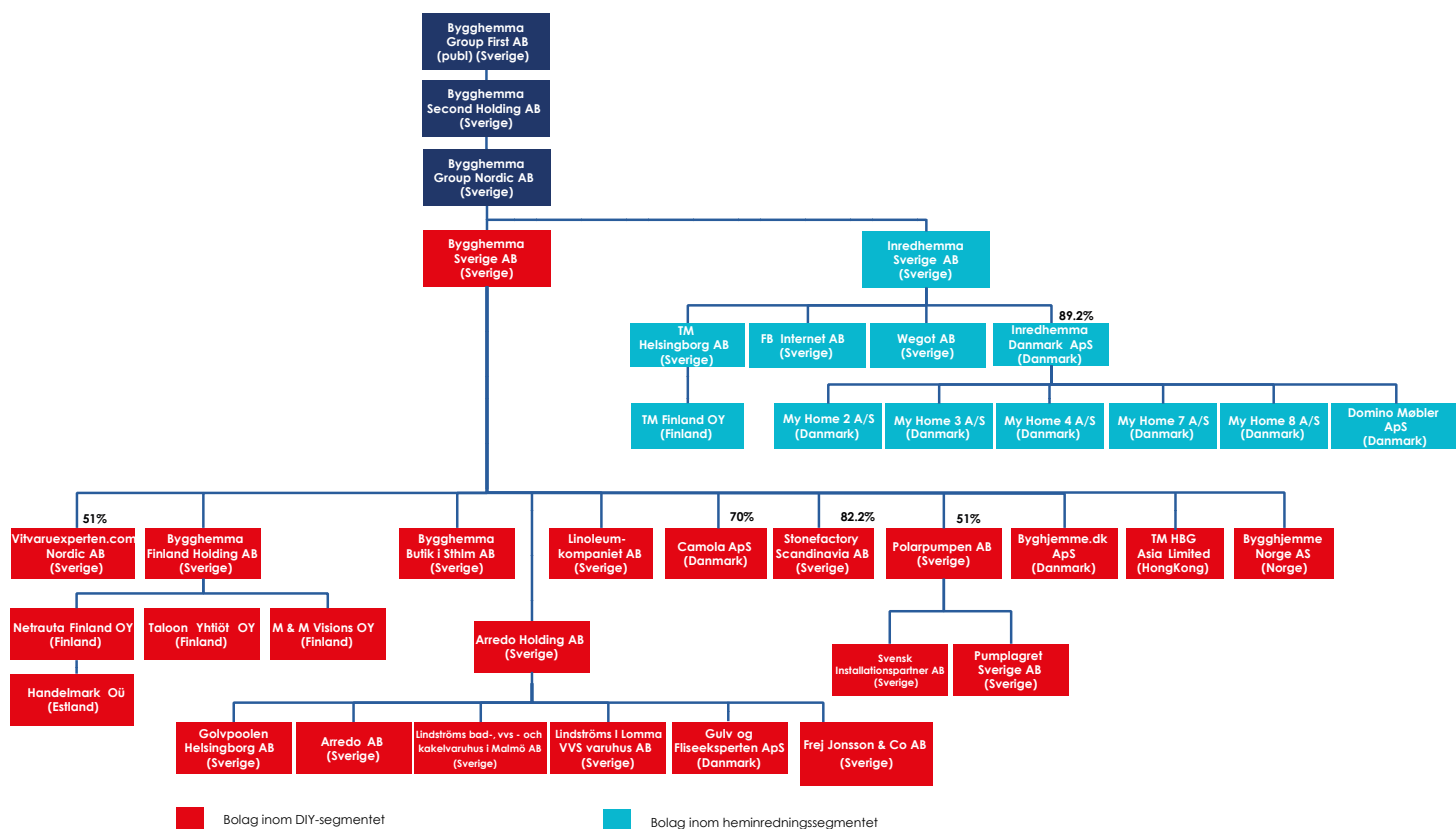 Bygghemma
Group First AB
(publ) (Sverige)
Bygghemma
Second Holding AB
(Sverige)
Bygghemma
Group Nordic AB
(Sverige)
Bygghemma
Sverige AB
(Sverige)
Inredhemma
Sverige AB
(Sverige)
TM
Helsingborg AB
(Sverige)
FB Internet AB
(Sverige)
Wegot AB
(Sverige)
89.2%
Inredhemma
Danmark ApS
(Danmark)
TM Finland OY
(Finland)
My Home 2 A/S
(Danmark)
My Home 3 A/S
(Danmark)
My Home 4 A/S
(Danmark)
My Home 7 A/S
(Danmark)
My Home 8 A/S
(Danmark)
Domino Møbler
ApS
(Danmark)
51%
Vitvaruexperten.com
Nordic AB
(Sverige)
Bygghemma
Finland Holding AB
(Sverige)
Bygghemma
Butik i Sthlm AB
(Sverige)
Linoleum-
kompaniet AB
(Sverige)
70%
Camola ApS
(Danmark)
82.2%
Stonefactory
Scandinavia AB
(Sverige)
51%
Polarpumpen AB
(Sverige)
Byghjemme.dk
ApS
(Danmark)
TM HBG
Asia Limited
(HongKong)
Bygghjemme
Norge AS
(Norge)
Netrauta Finland OY
(Finland)
Taloon Yhtiöt OY
(Finland)
M & M Visions OY
(Finland)
Arredo Holding AB
(Sverige)
Svensk
Installationspartner AB
(Sverige)
Pumplagret
Sverige AB
(Sverige)
Handelmark Oü
(Estland)
Golvpoolen
Helsingborg AB
(Sverige)
Arredo AB
(Sverige)
Lindströms bad-, vvs - och
kakelvaruhus i Malmö AB
(Sverige)
Lindströms I Lomma
VVS varuhus AB
(Sverige)
Gulv og
Fliseeksperten ApS
(Danmark)
Frej Jonsson & Co AB
(Sverige)
Bolag inom DIY-segmentet
Bolag inom heminredningssegmentet